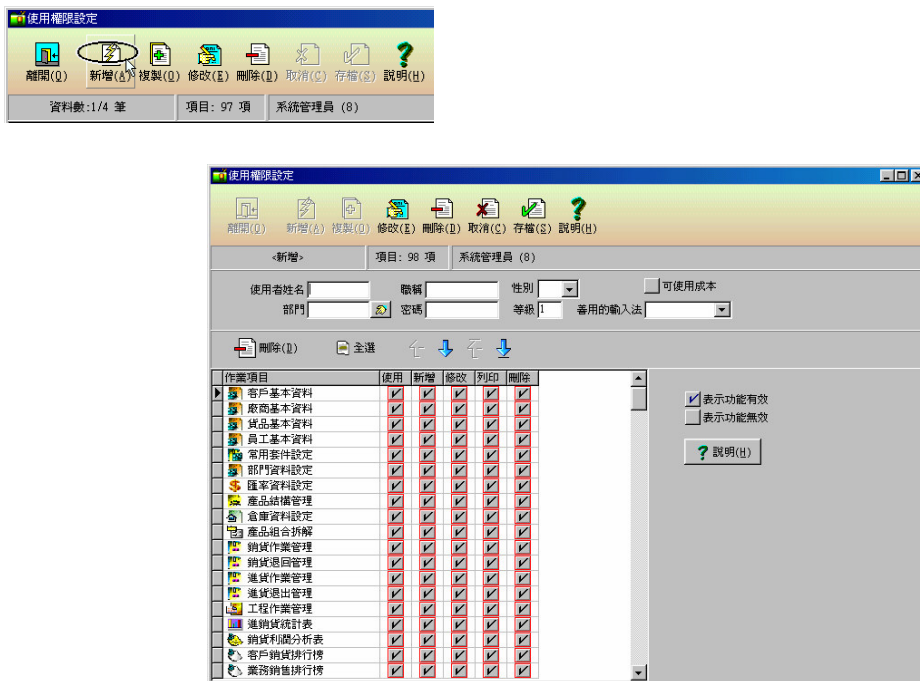 使用權限設定
離開(Q) 新增(A) 複製(O) 修改(E) 刪除(D) 取消(C) 存檔(S) 說明(H)
資料數:1/4 筆 項目: 97 項 系統管理員 (8)
使用權限設定
離開(Q) 新增(A) 複製(O) 修改(E) 刪除(D) 取消(C) 存檔(S) 說明(H)
<新增> 項目: 98 項 系統管理員 (8)
使用者姓名 職稱 性別 可使用成本
部門 密碼 等級 1 善用的輸入法
刪除(D) 全選
作業項目 使用 新增 修改 列印 刪除
客戶基本資料
廠商基本資料
表示功能有效
貨品基本資料
表示功能無效
員工基本資料
常用套件設定
說明(H)
部門資料設定
匯率資料設定
產品結構管理
倉庫資料設定
產品組合拆解
銷貨作業管理
銷貨退回管理
進貨作業管理
進貨退出管理
工程作業管理
進銷貨統計表
銷貨利潤分析表
客戶銷貨排行榜
業務銷售排行榜